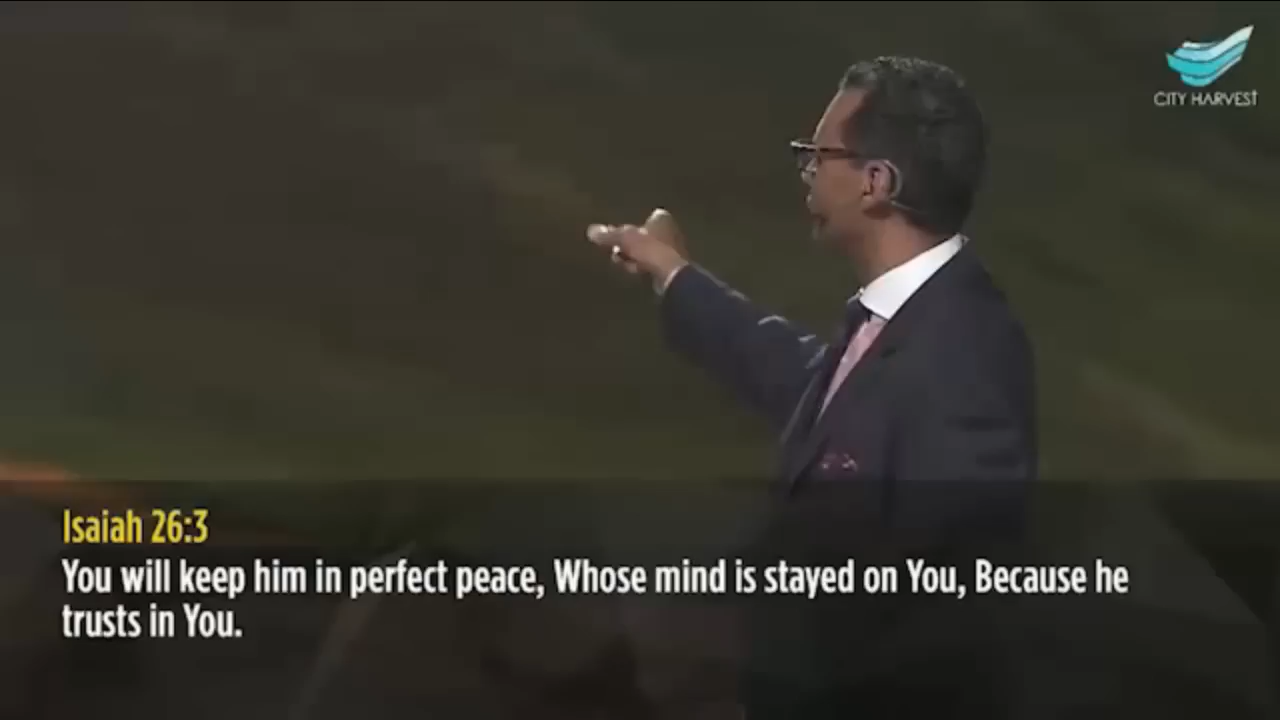 CITY HARVEST
Isaiah 26:3
You will keep him in perfect peace, Whose mind is stayed on You, Because he
trusts in You.